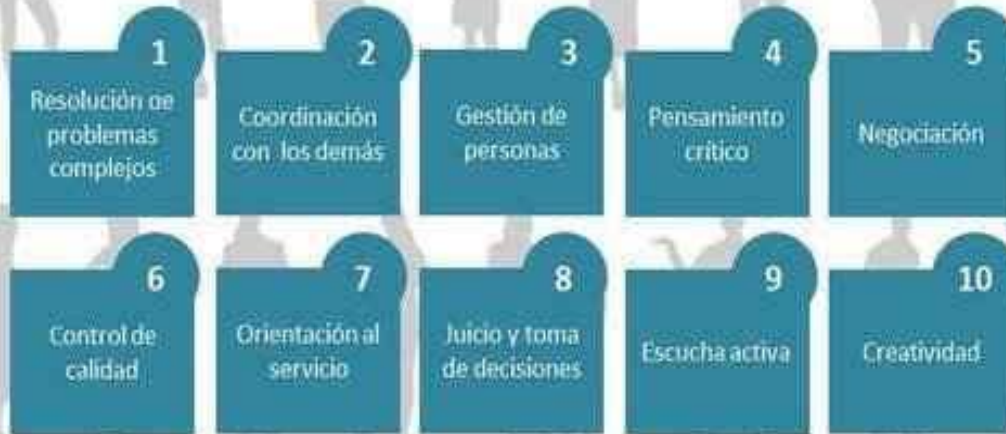 1
Resolución de
problemas
complejos
2
Coordinación
con los demás
3
Gestión de
personas
4
Pensamiento
crítico
5
Negociación
6
Control de
calidad
7
Orientación al
servicio
8
Juicio y toma
de decisiones
9
Escucha activa
10
Creatividad